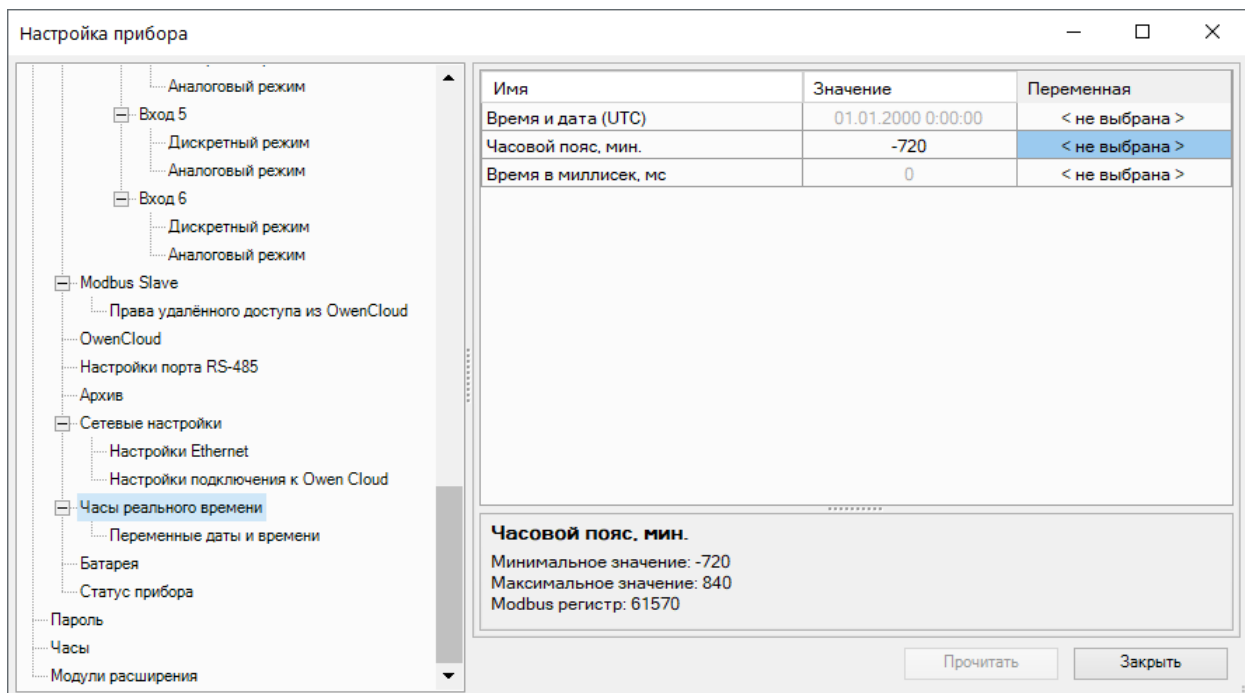 Настройка прибора
Аналоговый режим
Вход 5
Дискретный режим
Аналоговый режим
Вход 6
Дискретный режим
Аналоговый режим
Modbus Slave
Права удалённого доступа из OwenCloud
OwenCloud
Настройки порта RS-485
Архив
Сетевые настройки
Настройки Ethernet
Настройки подключения к Owen Cloud
Часы реального времени
Переменные даты и времени
Батарея
Статус прибора
Пароль
Часы
Модули расширения
Имя Значение Переменная
Время и дата (UTC) 01.01.2000 0:00:00 < не выбрана >
Часовой пояс, мин. -720 < не выбрана >
Время в миллисек, мс 0 < не выбрана >
Часовой пояс, мин.
Минимальное значение: -720
Максимальное значение: 840
Modbus регистр: 61570
Прочитать Закрыть